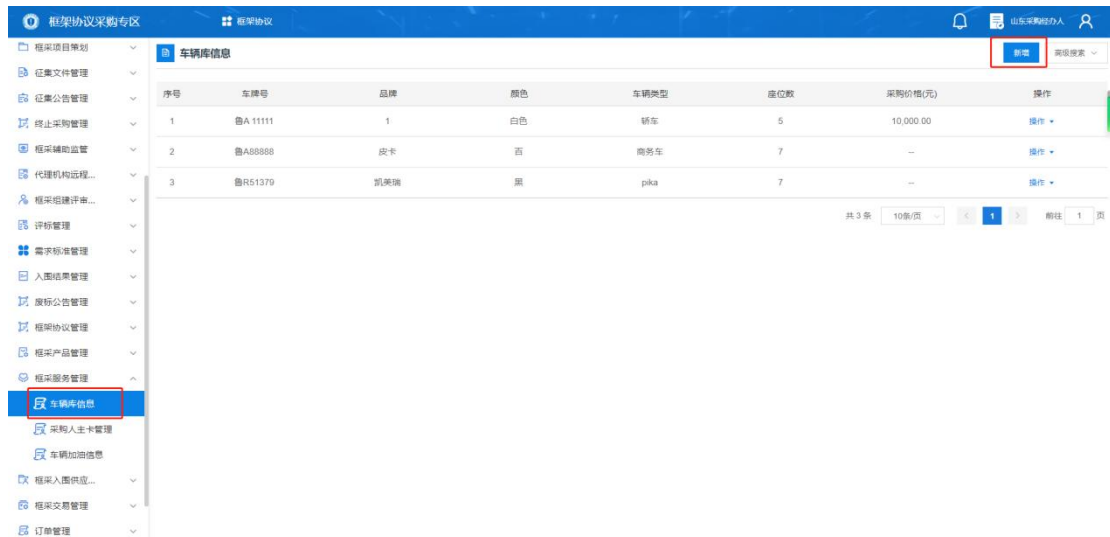 框架协议采购专区 框架协议 山东采购经办人
框采项目策划
征集文件管理
征集公告管理
终止采购管理
框采辅助监管
代理机构远程...
框采组建评审...
评标管理
需求标准管理
入围结果管理
废标公告管理
框架协议管理
框采产品管理
框采服务管理
车辆库信息
采购人主卡管理
车辆加油信息
框采入围供应...
框采交易管理
订单管理
车辆库信息 新增 高级搜索
序号 车牌号 品牌 颜色 车辆类型 座位数 采购价格(元) 操作
1 鲁A 11111 1 白色 轿车 5 10,000.00 操作
2 鲁A88888 皮卡 百 商务车 7 -- 操作
3 鲁R51379 凯美瑞 黑 pika 7 -- 操作
共 3 条 10条/页 < 1 > 前往 1 页